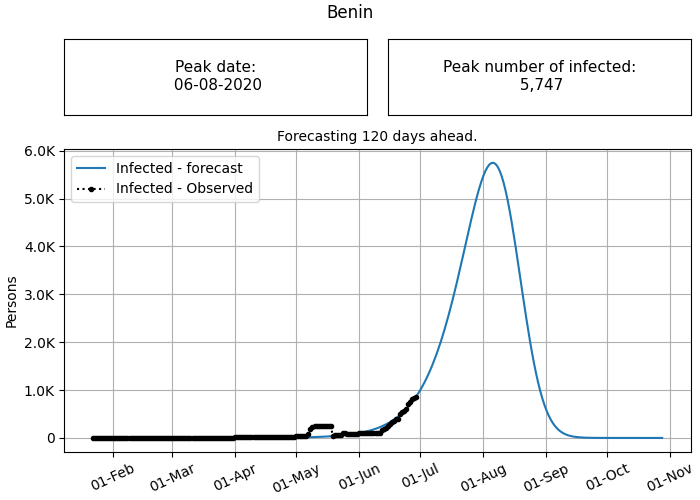 Benin
Peak date:
06-08-2020
Peak number of infected:
5,747
Forecasting 120 days ahead.
Infected - forecast
Infected - Observed
6.0K
5.0K
4.0K
3.0K
2.0K
1.0K
0
Persons
01-Feb
01-Mar
01-Apr
01-May
01-Jun
01-Jul
01-Aug
01-Sep
01-Oct
01-Nov